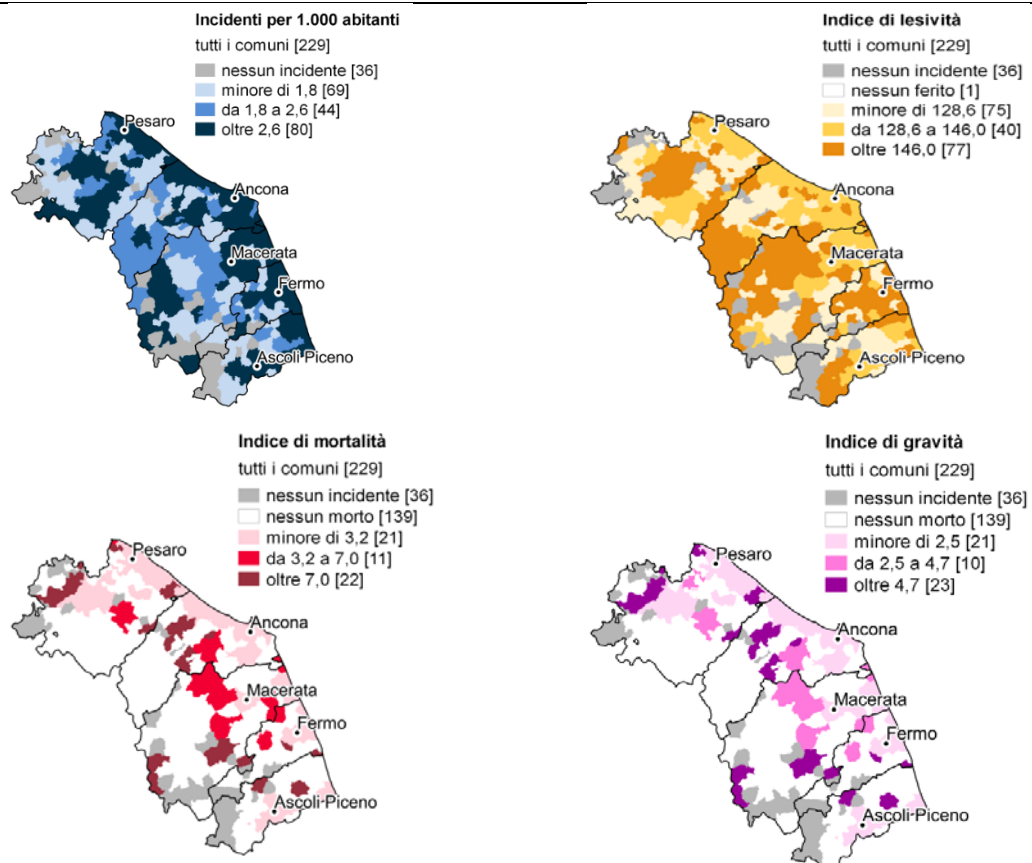 Incidenti per 1.000 abitanti
tutti i comuni [229]
nessun incidente [36]
minore di 1,8 [69]
da 1,8 a 2,6 [44]
oltre 2,6 [80]
Pesaro
Ancona
Macerata
Fermo
Ascoli Piceno
Indice di lesività
tutti i comuni [229]
nessun incidente [36]
nessun ferito [1]
minore di 128,6 [75]
da 128,6 a 146,0 [40]
oltre 146,0 [77]
Pesaro
Ancona
Macerata
Fermo
Ascoli Piceno
Indice di mortalità
tutti i comuni [229]
nessun incidente [36]
nessun morto [139]
minore di 3,2 [21]
da 3,2 a 7,0 [11]
oltre 7,0 [22]
Pesaro
Ancona
Macerata
Fermo
Ascoli Piceno
Indice di gravità
tutti i comuni [229]
nessun incidente [36]
nessun morto [139]
minore di 2,5 [21]
da 2,5 a 4,7 [10]
oltre 4,7 [23]
Pesaro
Ancona
Macerata
Fermo
Ascoli Piceno